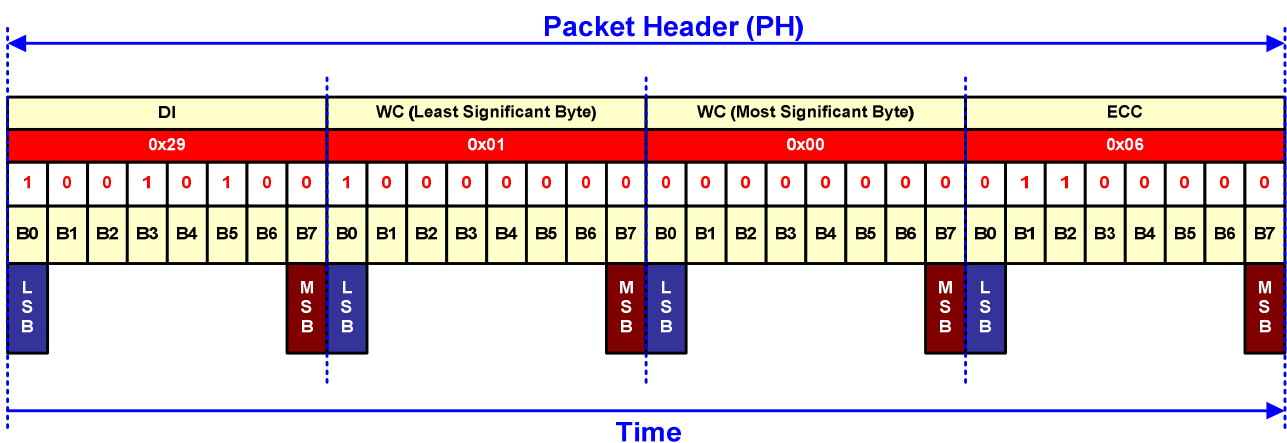 Packet Header (PH)
DI WC (Least Significant Byte) WC (Most Significant Byte) ECC
0x29 0x01 0x00 0x06
1 0 0 1 0 1 0 0 1 0 0 0 0 0 0 0 0 0 0 0 0 0 0 0 0 1 1 0 0 0 0 0
B0 B1 B2 B3 B4 B5 B6 B7 B0 B1 B2 B3 B4 B5 B6 B7 B0 B1 B2 B3 B4 B5 B6 B7 B0 B1 B2 B3 B4 B5 B6 B7
LSB MSB LSB MSB LSB MSB LSB MSB
Time